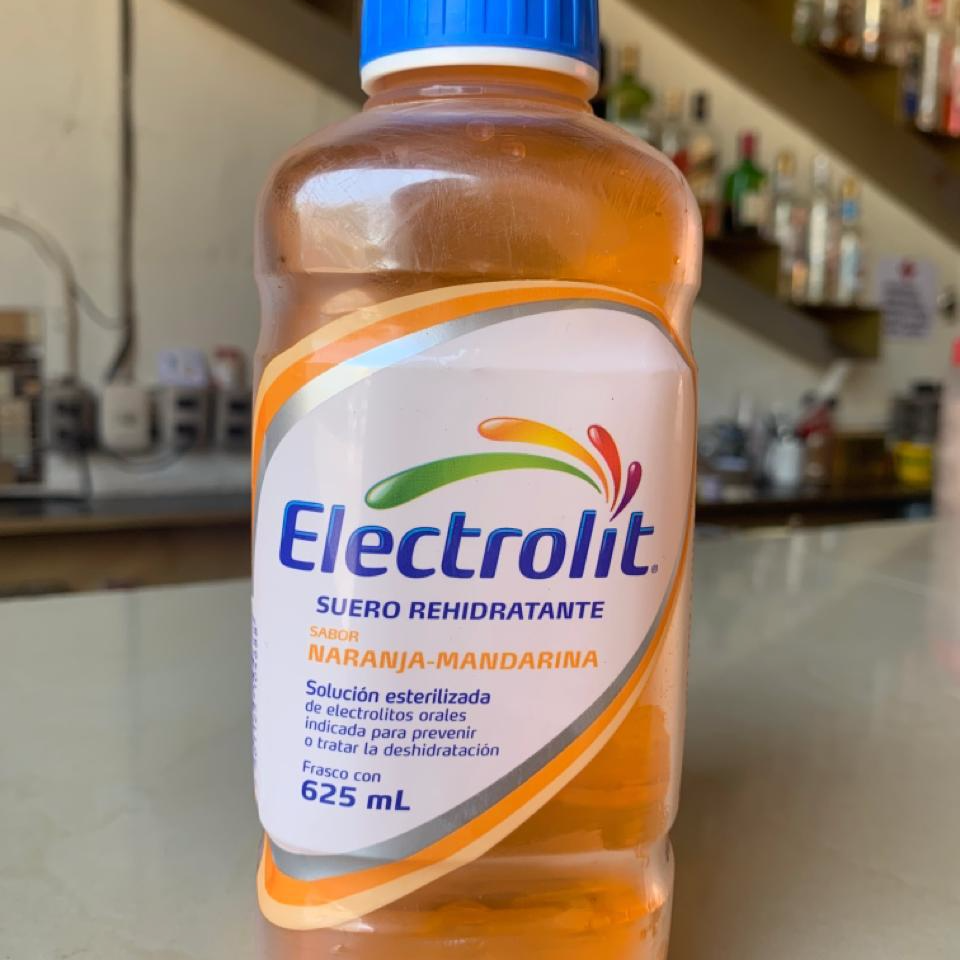 Electrolit®
SUERO REHIDRATANTE
SABOR
NARANJA-MANDARINA
Solución esterilizada
de electrolitos orales
indicada para prevenir
o tratar la deshidratación
Frasco con
625 mL